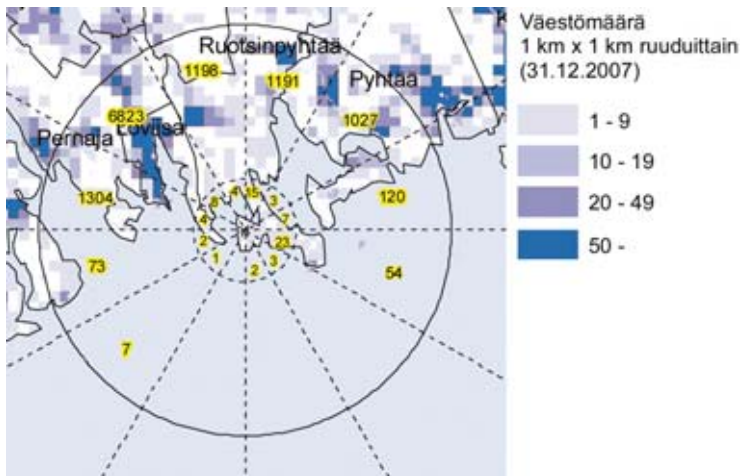 Väestömäärä
1 km x 1 km ruuduittain
(31.12.2007)
1 - 9
10 - 19
20 - 49
50 -
Ruotsinpyhtää
1198
1191
Pyhtää
6823
1027
Loviisa
Pernaja
1304
120
4
15
8
3
4
7
2
23
1
3
2
73
54
7